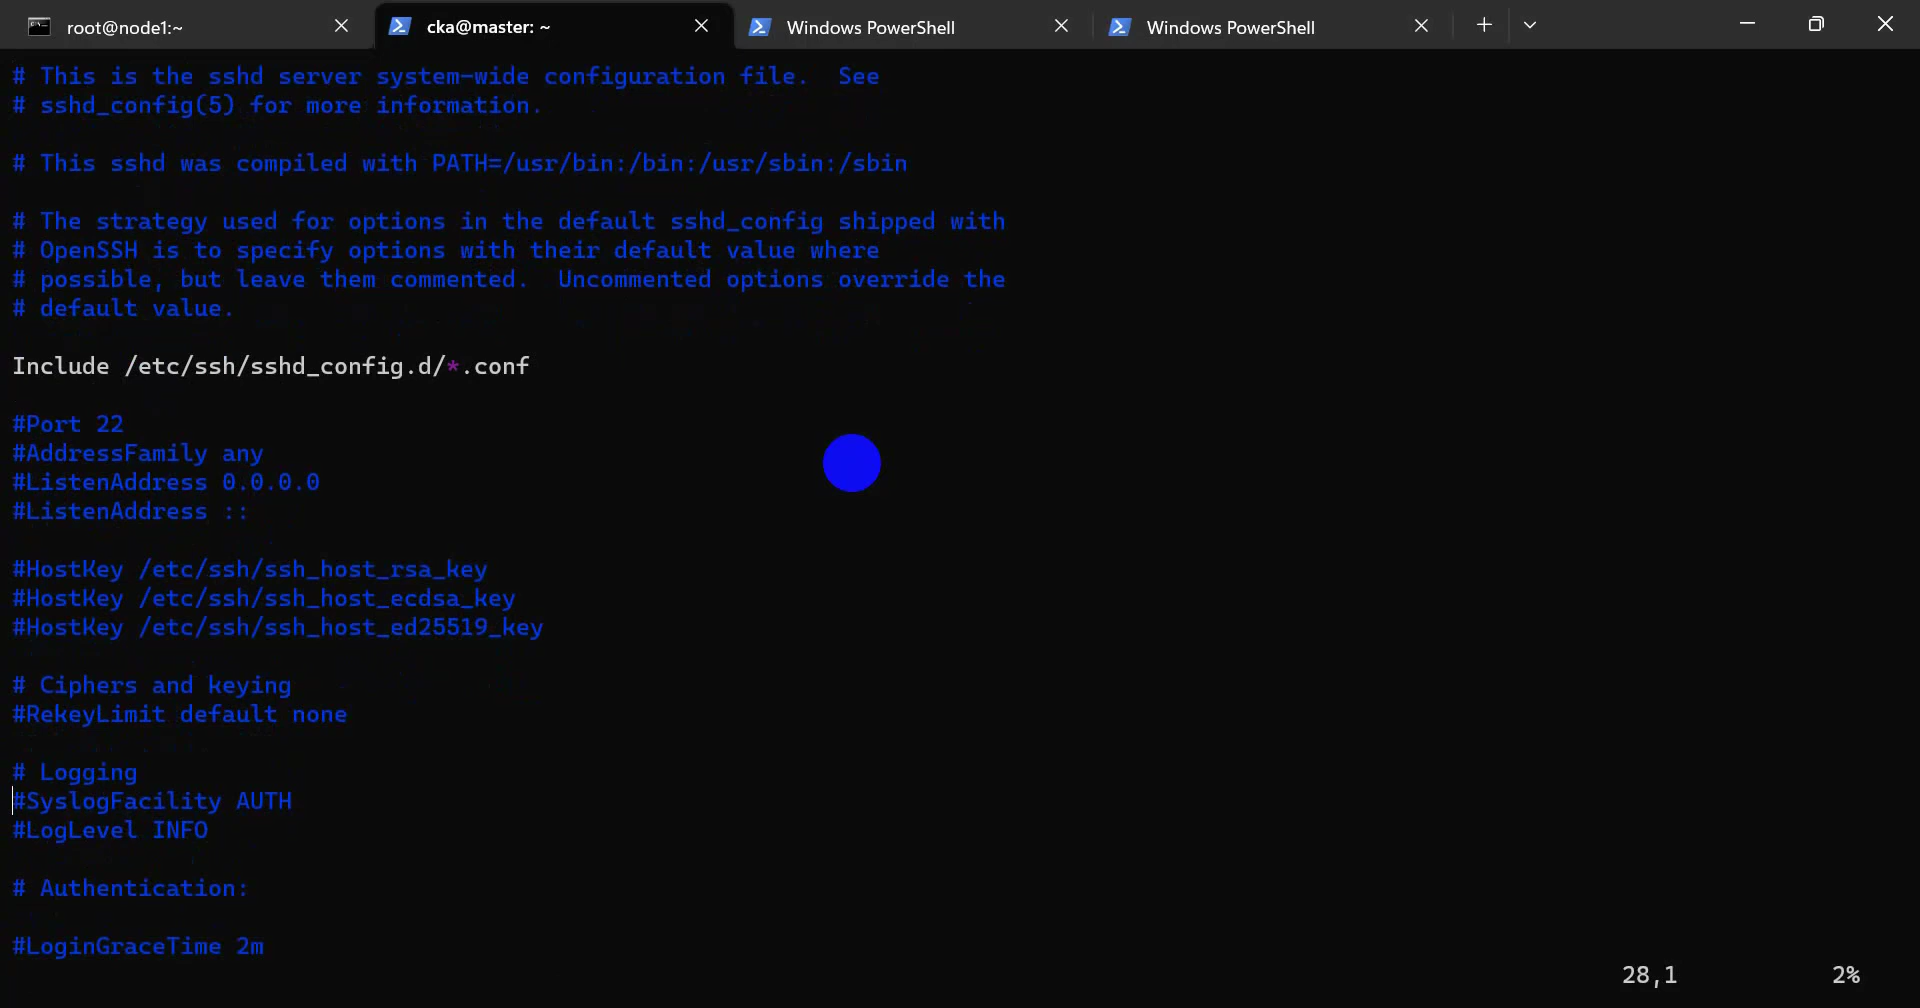 root@node1:~
cka@master: ~
Windows PowerShell
Windows PowerShell
# This is the sshd server system-wide configuration file.  See
# sshd_config(5) for more information.
# This sshd was compiled with PATH=/usr/bin:/bin:/usr/sbin:/sbin
# The strategy used for options in the default sshd_config shipped with
# OpenSSH is to specify options with their default value where
# possible, but leave them commented.  Uncommented options override the
# default value.
Include /etc/ssh/sshd_config.d/*.conf
#Port 22
#AddressFamily any
#ListenAddress 0.0.0.0
#ListenAddress ::
#HostKey /etc/ssh/ssh_host_rsa_key
#HostKey /etc/ssh/ssh_host_ecdsa_key
#HostKey /etc/ssh/ssh_host_ed25519_key
# Ciphers and keying
#RekeyLimit default none
# Logging
#SyslogFacility AUTH
#LogLevel INFO
# Authentication:
#LoginGraceTime 2m
28,1 2%